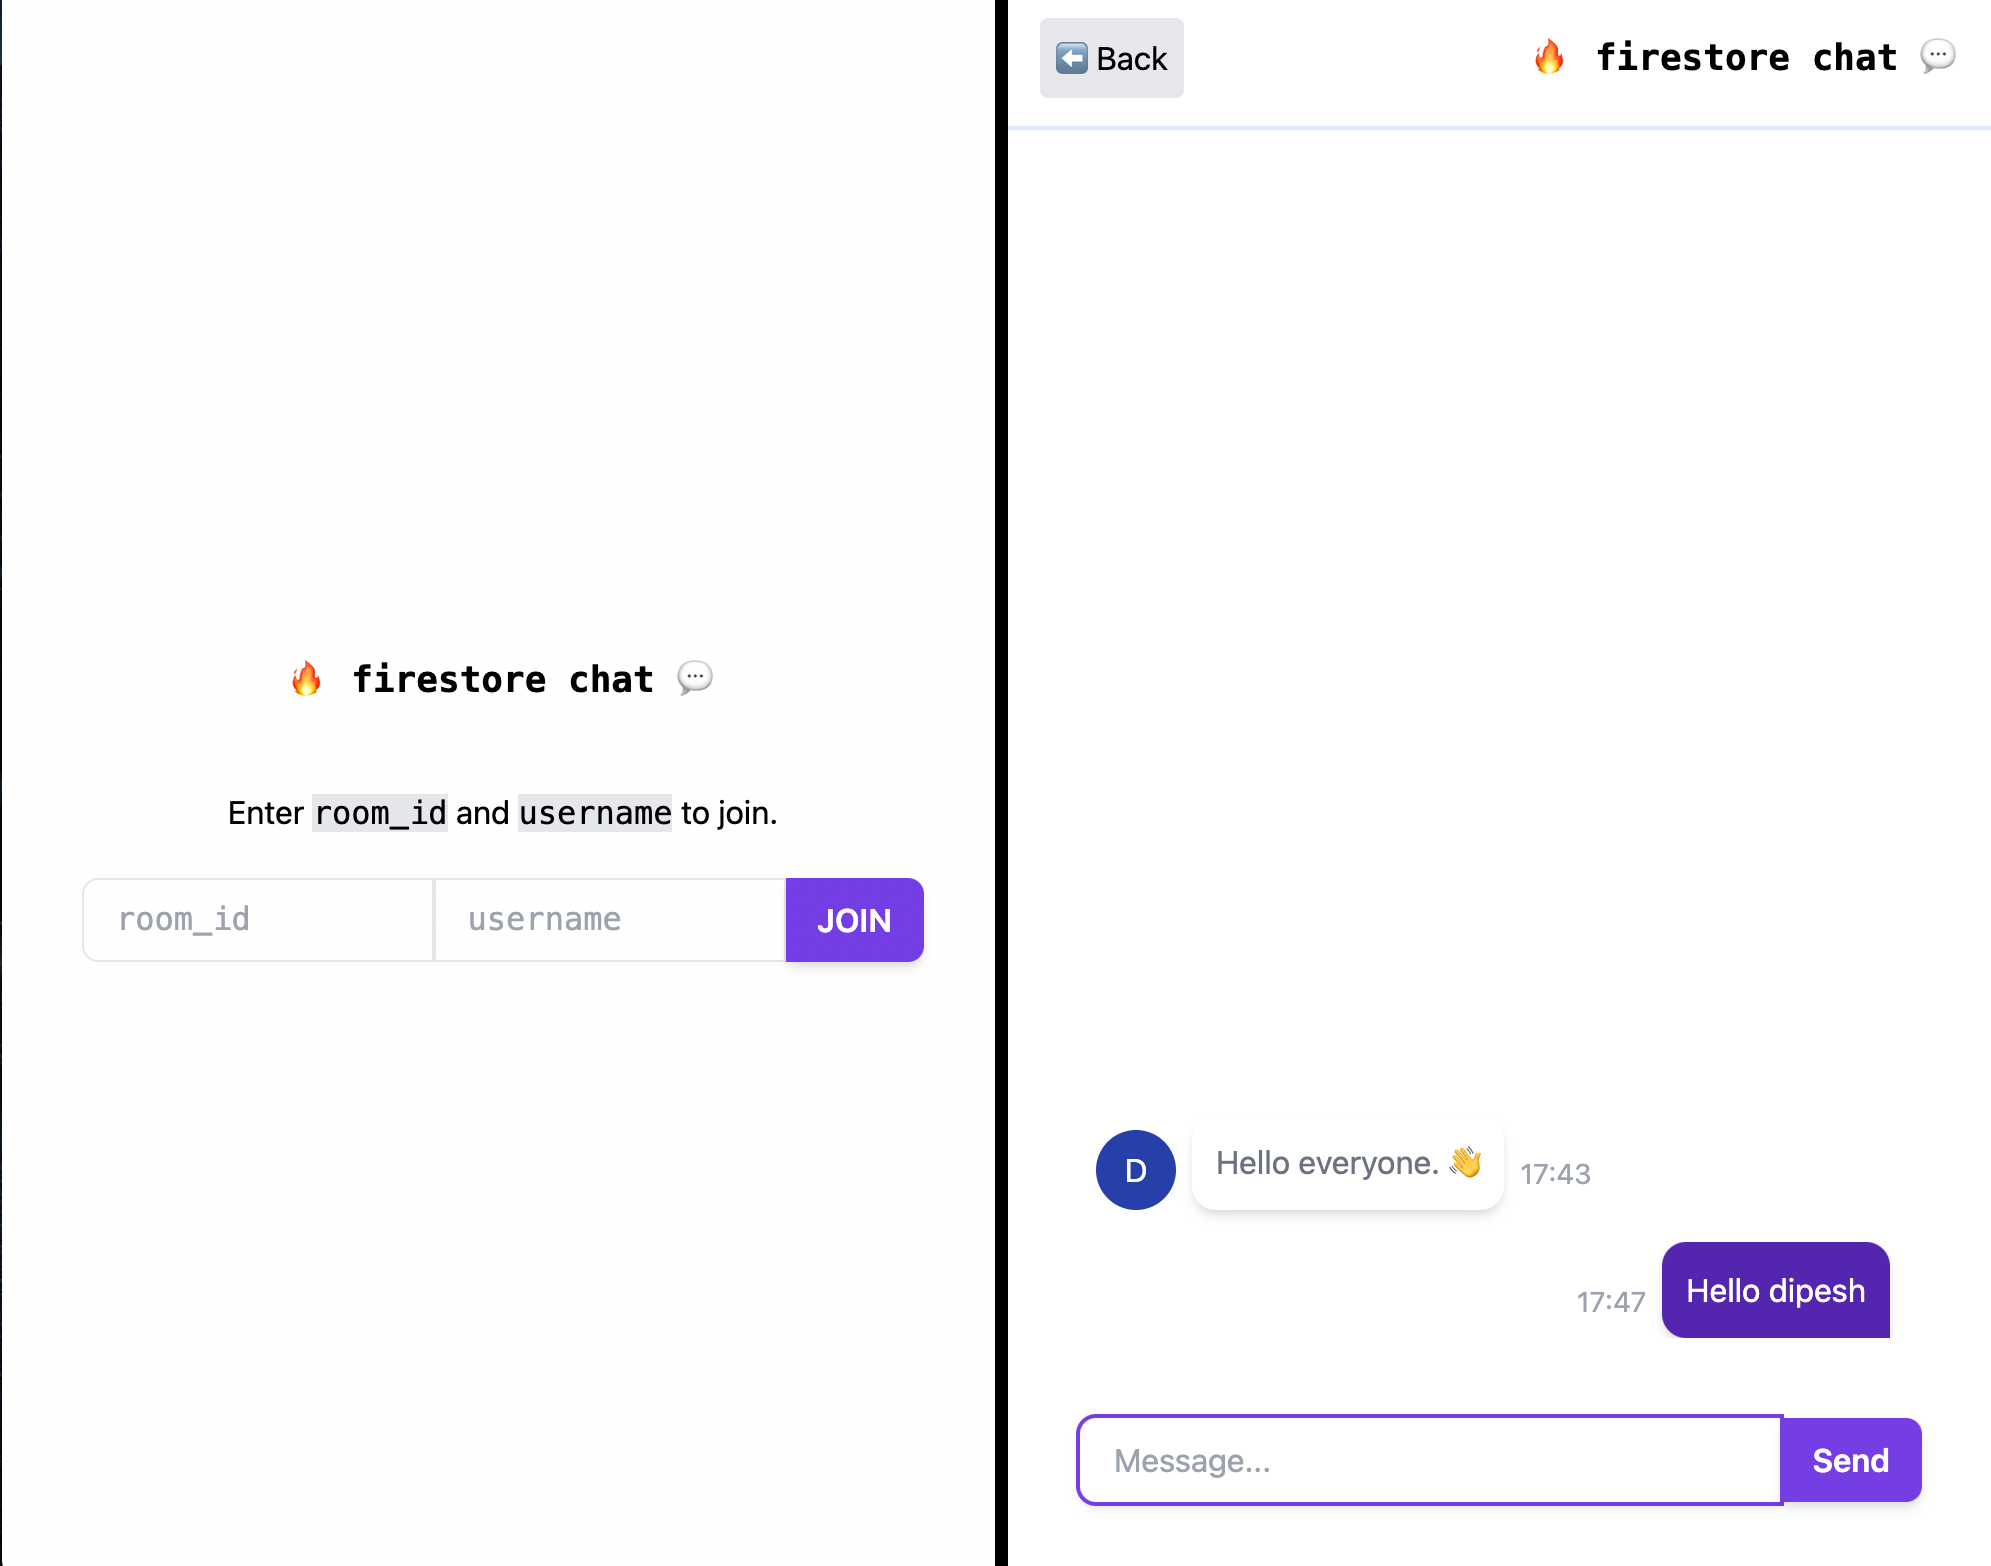 🔥 firestore chat 💬
Enter room_id and username to join.
room_id username JOIN
⬅️ Back
🔥 firestore chat 💬
D Hello everyone. 👋 17:43
17:47 Hello dipesh
Message... Send